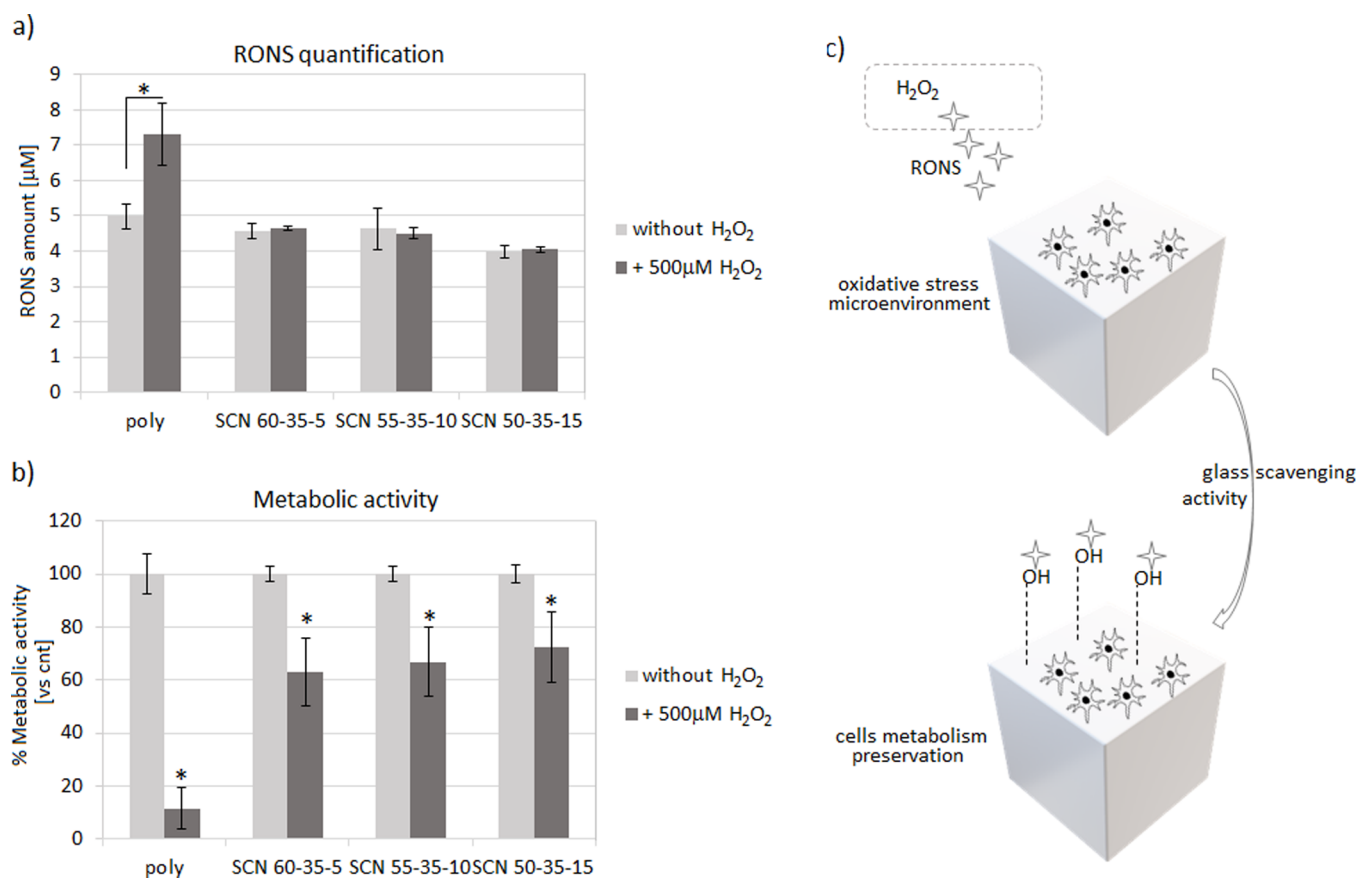 a)
RONS quantification
9
8
7
6
5
4
3
2
1
0
RONS amount [µM]
*
poly
SCN 60-35-5
SCN 55-35-10
SCN 50-35-15
without H₂O₂
+ 500µM H₂O₂
b)
Metabolic activity
120
100
80
60
40
20
0
% Metabolic activity
[vs cnt]
*
*
*
*
poly
SCN 60-35-5
SCN 55-35-10
SCN 50-35-15
without H₂O₂
+ 500µM H₂O₂
c)
H₂O₂
RONS
oxidative stress
microenvironment
glass scavenging
activity
OH
OH
OH
cells metabolism
preservation